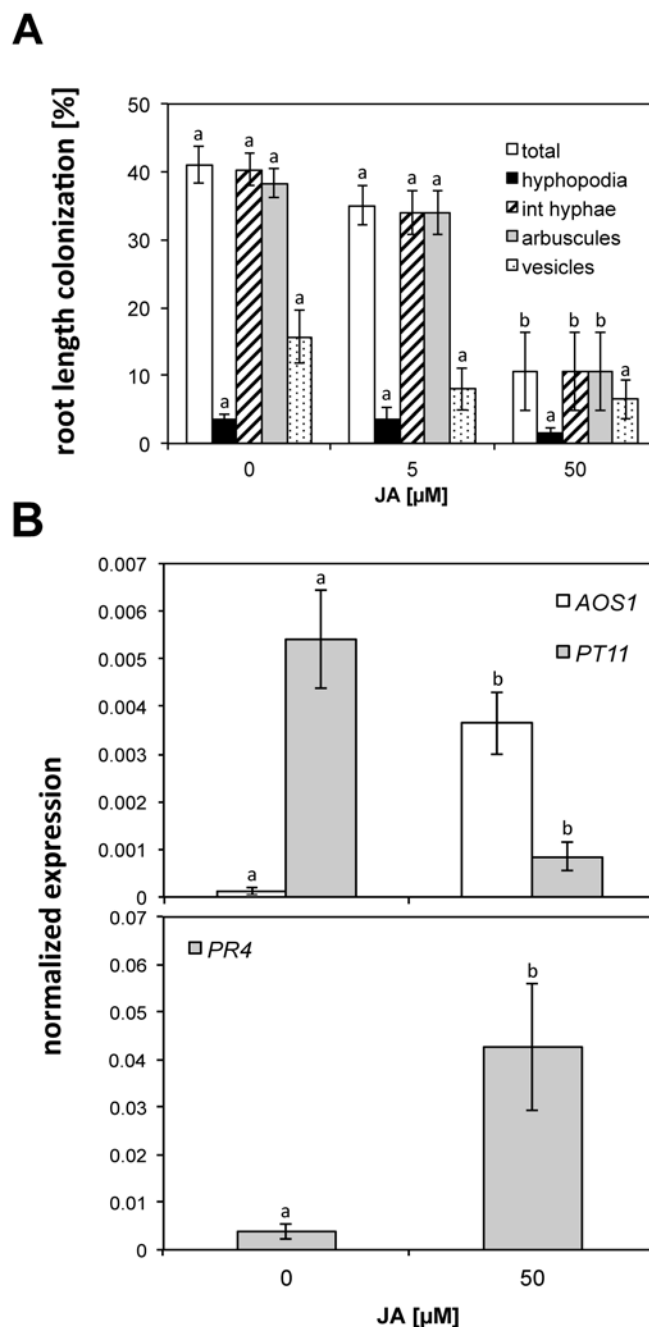 A
root length colonization [%]
50
40
30
20
10
0
a
a
a
a
a
a
a
a
a
a
b
a
b
b
a
total
hyphopodia
int hyphae
arbuscules
vesicles
0 5 50
JA [µM]
B
normalized expression
0.007
0.006
0.005
0.004
0.003
0.002
0.001
0
a
a
b
b
AOS1
PT11
0.07
0.06
0.05
0.04
0.03
0.02
0.01
0
PR4
a
b
0 50
JA [µM]